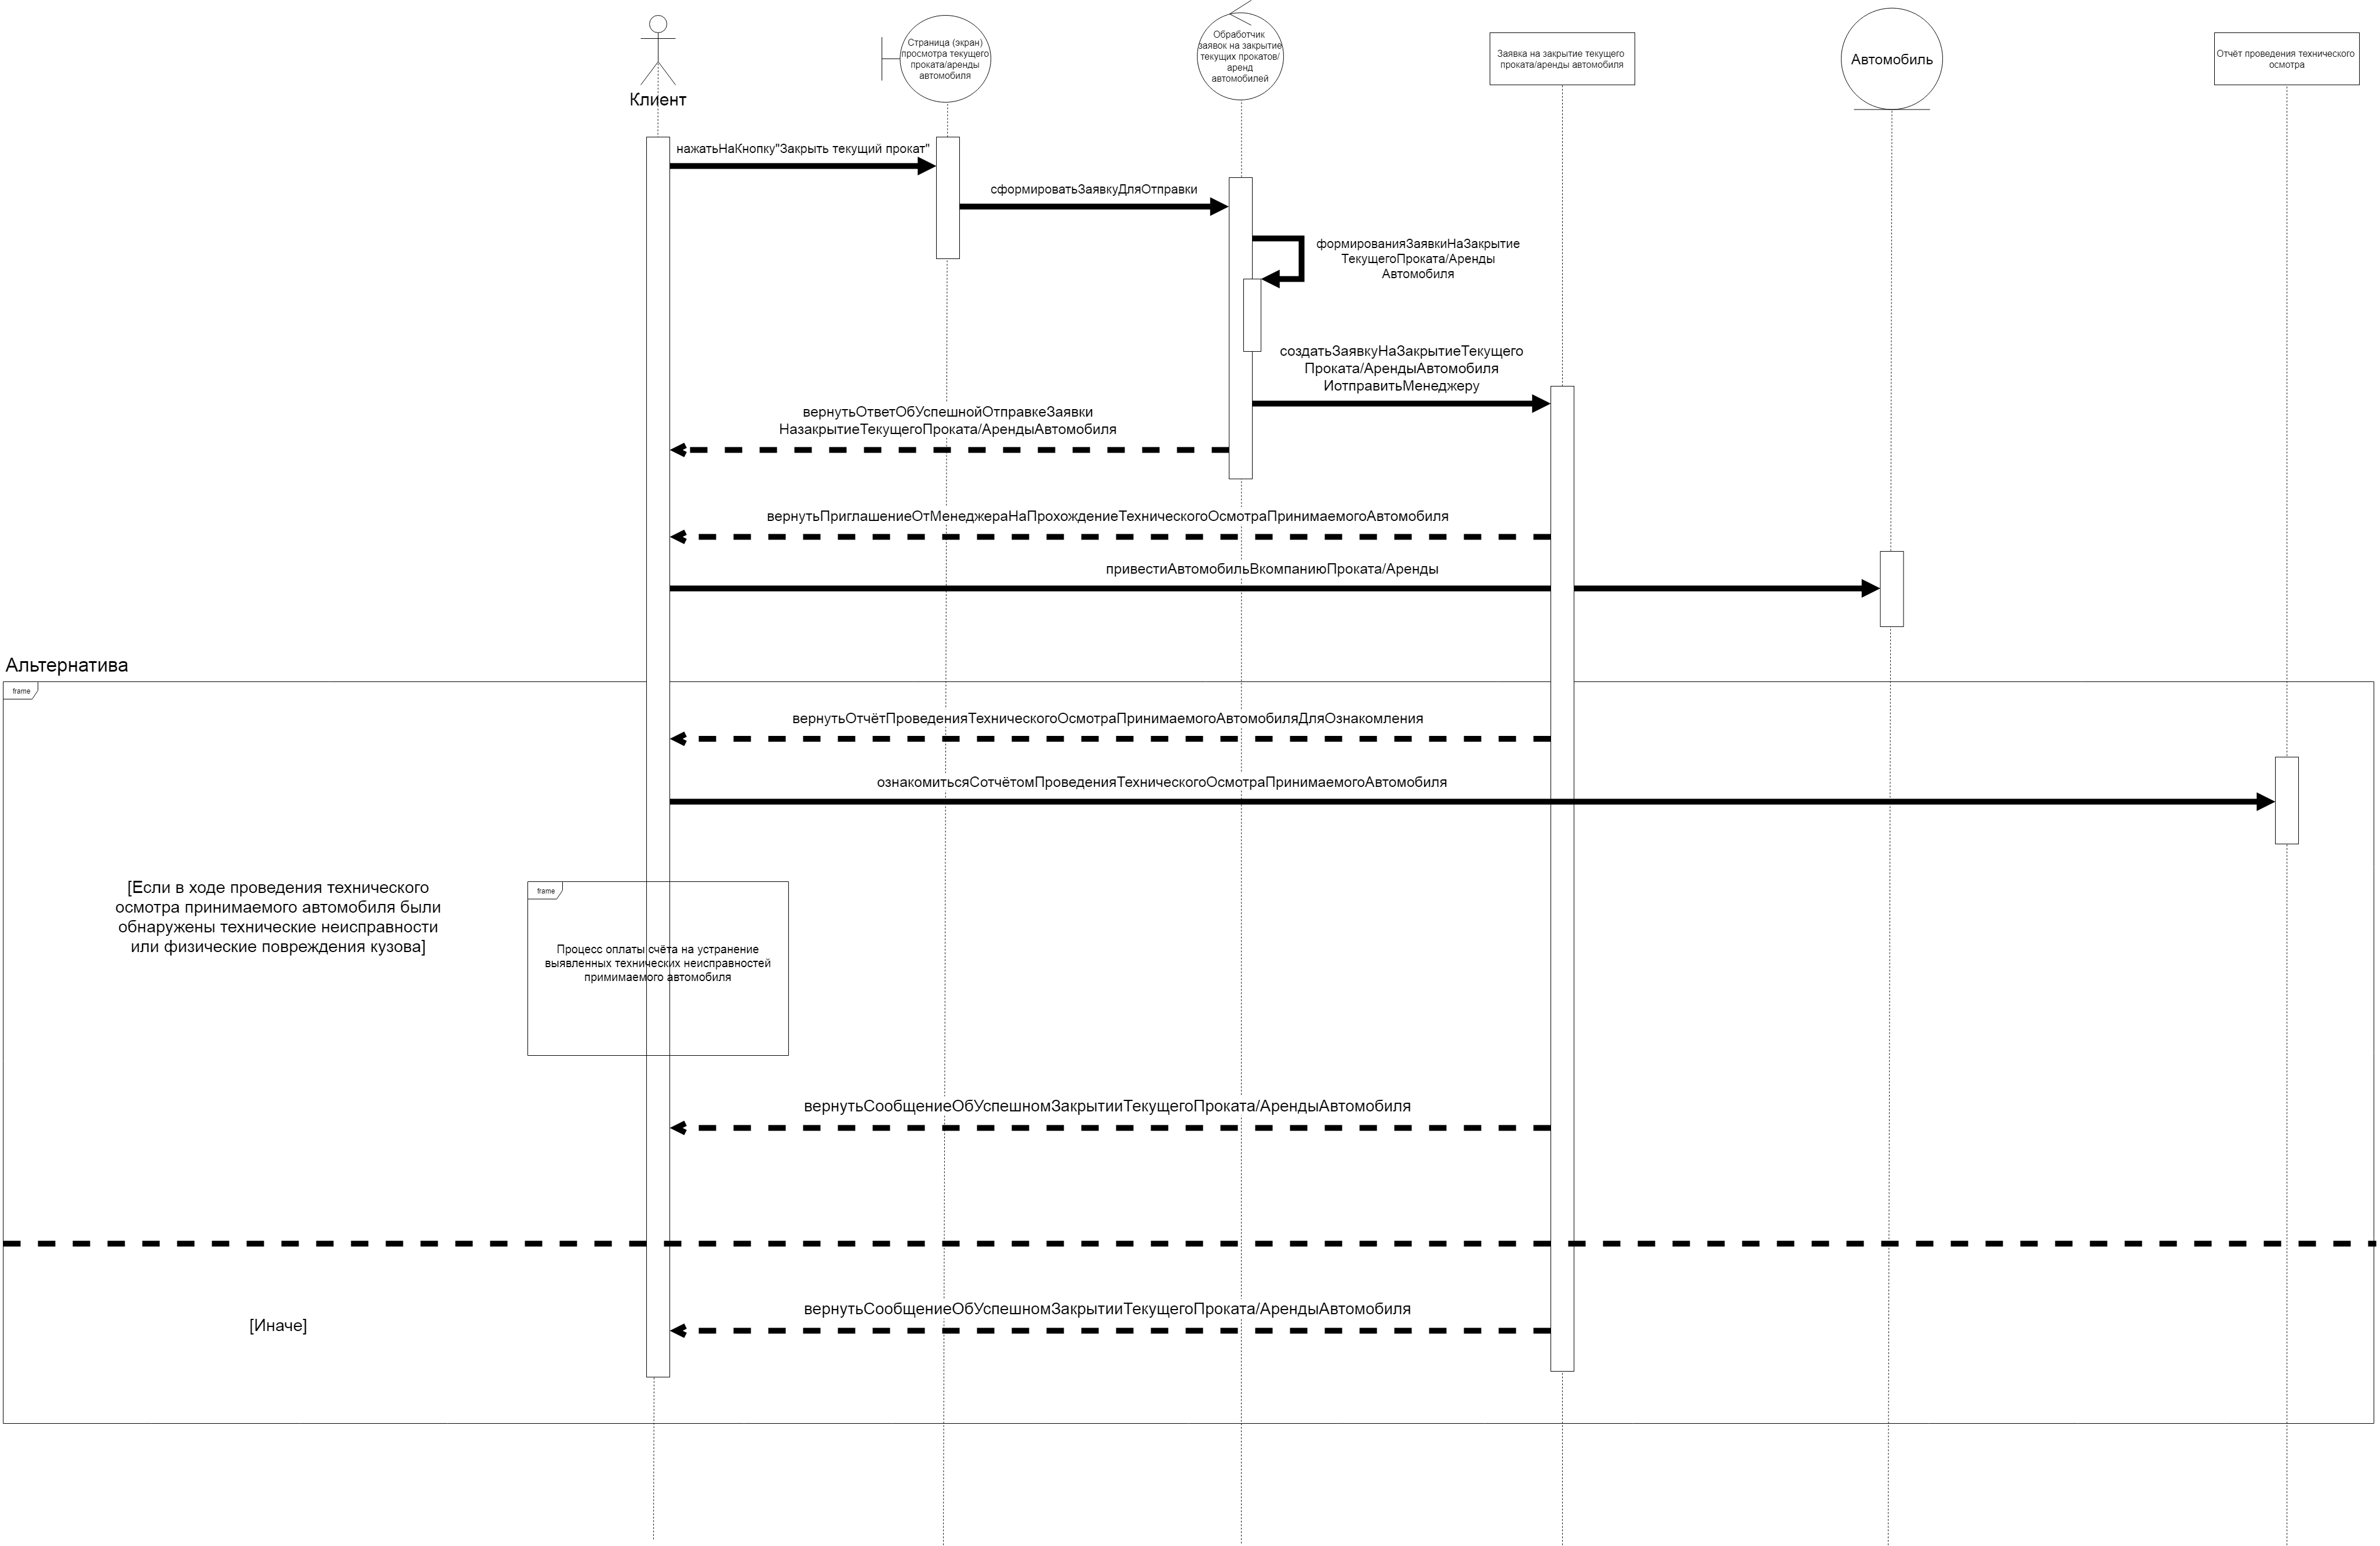 Клиент
Страница (экран)
просмотра текущего
проката/аренды
автомобиля
Обработчик
заявок на закрытие
текущих прокатов/
аренд
автомобилей
Заявка на закрытие текущего
проката/аренды автомобиля
Автомобиль
Отчёт проведения технического
осмотра
нажатьНаКнопку"Закрыть текущий прокат"
сформироватьЗаявкуДляОтправки
формированияЗаявкиНаЗакрытие
ТекущегоПроката/Аренды
Автомобиля
создатьЗаявкуНаЗакрытиеТекущего
Проката/АрендыАвтомобиля
ИотправитьМенеджеру
вернутьОтветОбУспешнойОтправкеЗаявки
НазакрытиеТекущегоПроката/АрендыАвтомобиля
вернутьПриглашениеОтМенеджераНаПрохождениеТехническогоОсмотраПринимаемогоАвтомобиля
привестиАвтомобильВкомпаниюПроката/Аренды
Альтернатива
frame
вернутьОтчётПроведенияТехническогоОсмотраПринимаемогоАвтомобиляДляОзнакомления
ознакомитьсяСотчётомПроведенияТехническогоОсмотраПринимаемогоАвтомобиля
[Если в ходе проведения технического
осмотра принимаемого автомобиля были
обнаружены технические неисправности
или физические повреждения кузова]
frame
Процесс оплаты счёта на устранение
выявленных технических неисправностей
примимаемого автомобиля
вернутьСообщениеОбУспешномЗакрытииТекущегоПроката/АрендыАвтомобиля
[Иначе]
вернутьСообщениеОбУспешномЗакрытииТекущегоПроката/АрендыАвтомобиля